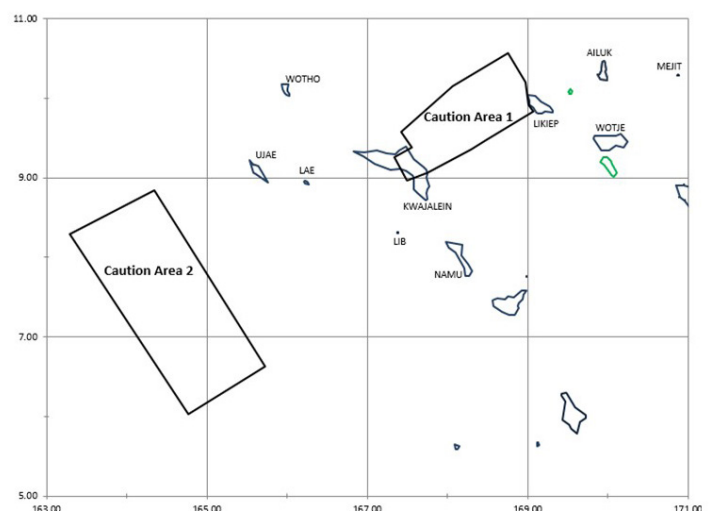 11.00
AILUK
MEJIT
WOTHO
Caution Area 1
LIKIEP
WOTJE
UJAE
LAE
9.00
KWAJALEIN
LIB
NAMU
Caution Area 2
7.00
5.00
163.00 165.00 167.00 169.00 171.00